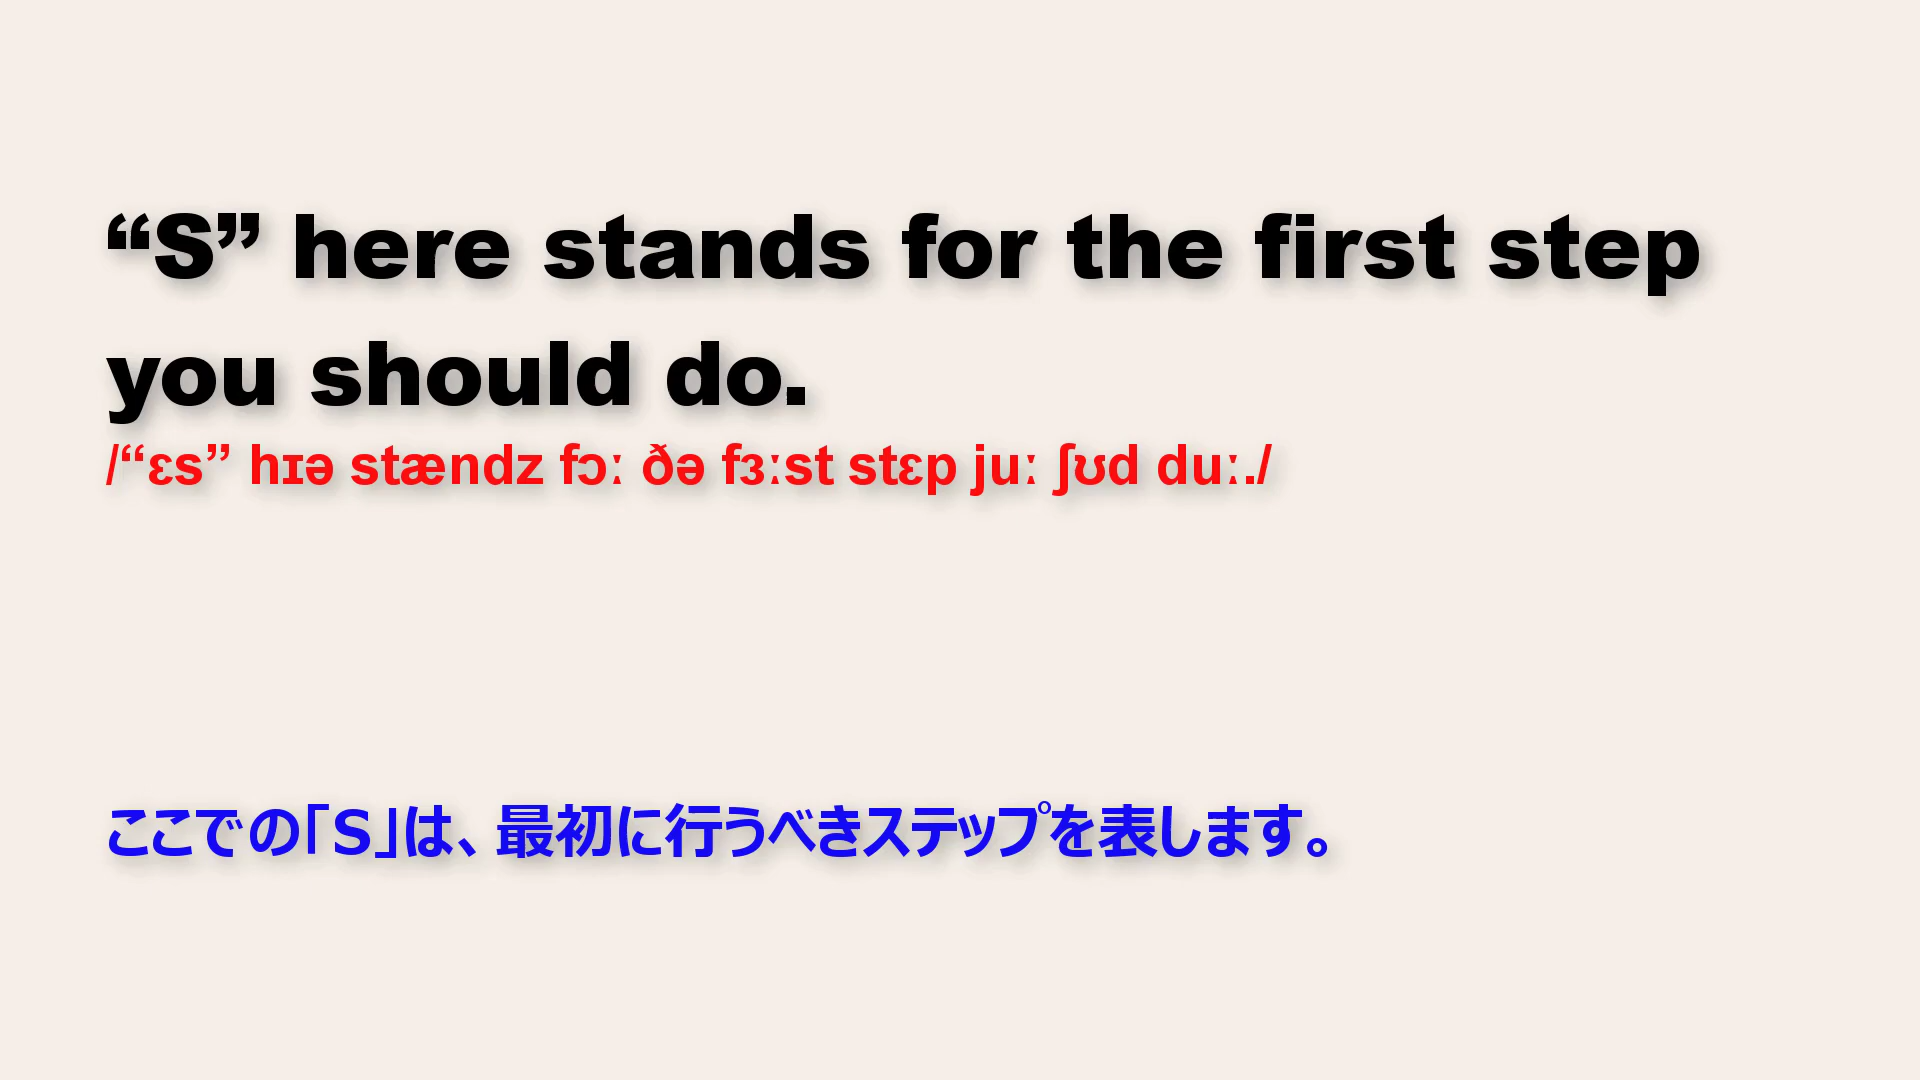 “S” here stands for the first step
you should do.
/“ɛs” hɪə stændz fɔː ðə fɜːst stɛp juː ʃʊd duː./
ここでの「S」は、最初に行うべきステップを表します。